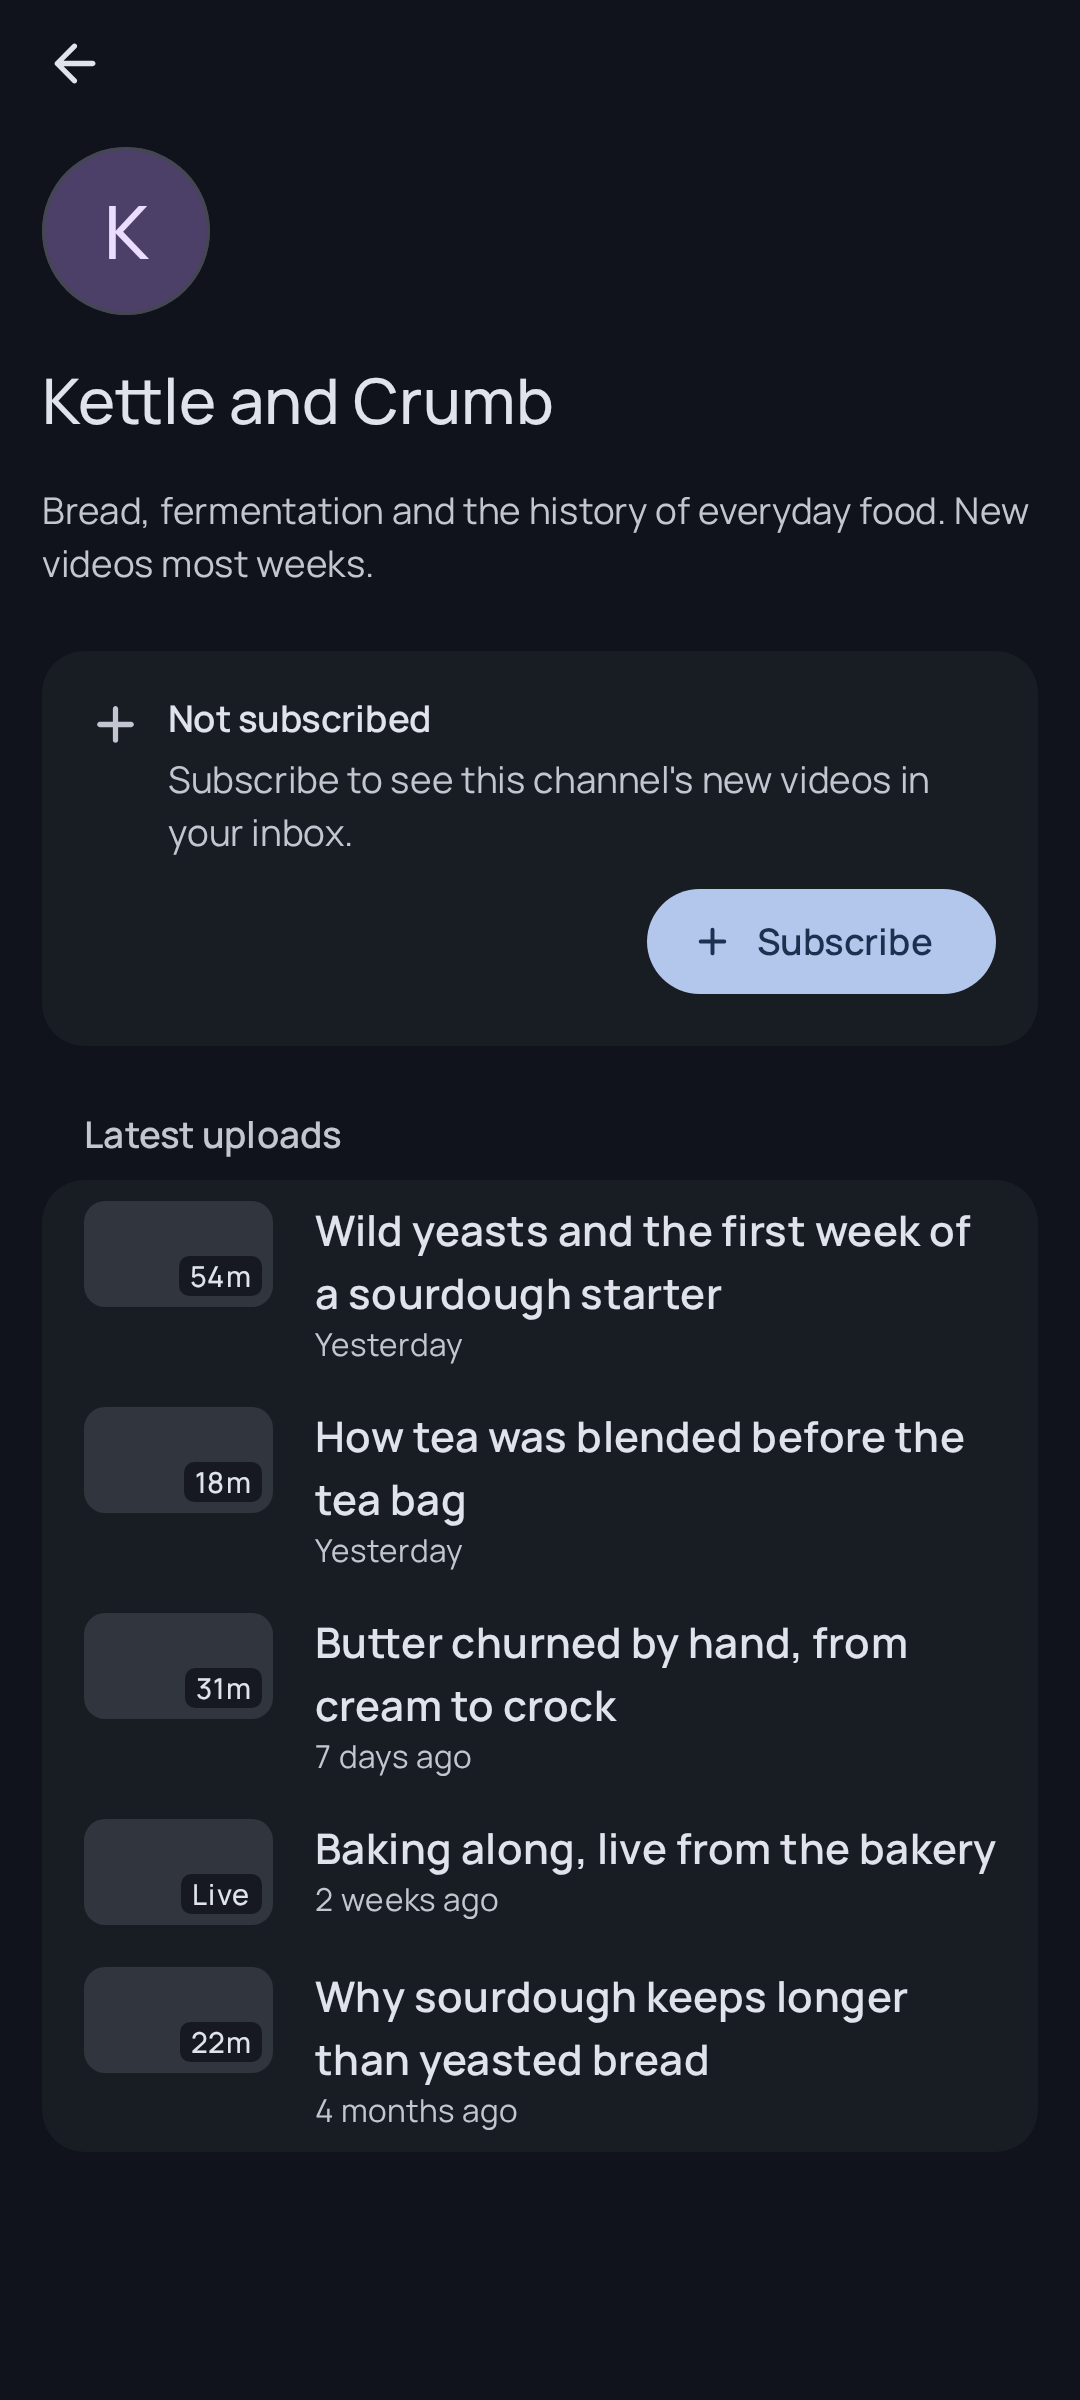 K
Kettle and Crumb
Bread, fermentation and the history of everyday food. New
videos most weeks.
Not subscribed
Subscribe to see this channel's new videos in
your inbox.
Subscribe
Latest uploads
54m
Wild yeasts and the first week of
a sourdough starter
Yesterday
18m
How tea was blended before the
tea bag
Yesterday
31m
Butter churned by hand, from
cream to crock
7 days ago
Live
Baking along, live from the bakery
2 weeks ago
22m
Why sourdough keeps longer
than yeasted bread
4 months ago